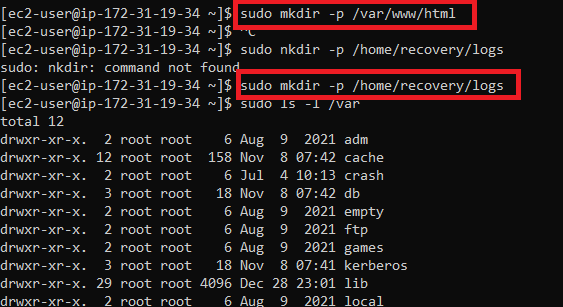 [ec2-user@ip-172-31-19-34 ~]$ sudo mkdir -p /var/www/html
[ec2-user@ip-172-31-19-34 ~]$ ^C
[ec2-user@ip-172-31-19-34 ~]$ sudo nkdir -p /home/recovery/logs
sudo: nkdir: command not found
[ec2-user@ip-172-31-19-34 ~]$ sudo mkdir -p /home/recovery/logs
[ec2-user@ip-172-31-19-34 ~]$ sudo ls -l /var
total 12
drwxr-xr-x.  2 root root    6 Aug  9  2021 adm
drwxr-xr-x. 12 root root  158 Nov  8 07:42 cache
drwxr-xr-x.  2 root root    6 Jul  4 10:13 crash
drwxr-xr-x.  3 root root   18 Nov  8 07:42 db
drwxr-xr-x.  2 root root    6 Aug  9  2021 empty
drwxr-xr-x.  2 root root    6 Aug  9  2021 ftp
drwxr-xr-x.  2 root root    6 Aug  9  2021 games
drwxr-xr-x.  3 root root   18 Nov  8 07:41 kerberos
drwxr-xr-x. 29 root root 4096 Dec 28 23:01 lib
drwxr-xr-x.  2 root root    6 Aug  9  2021 local